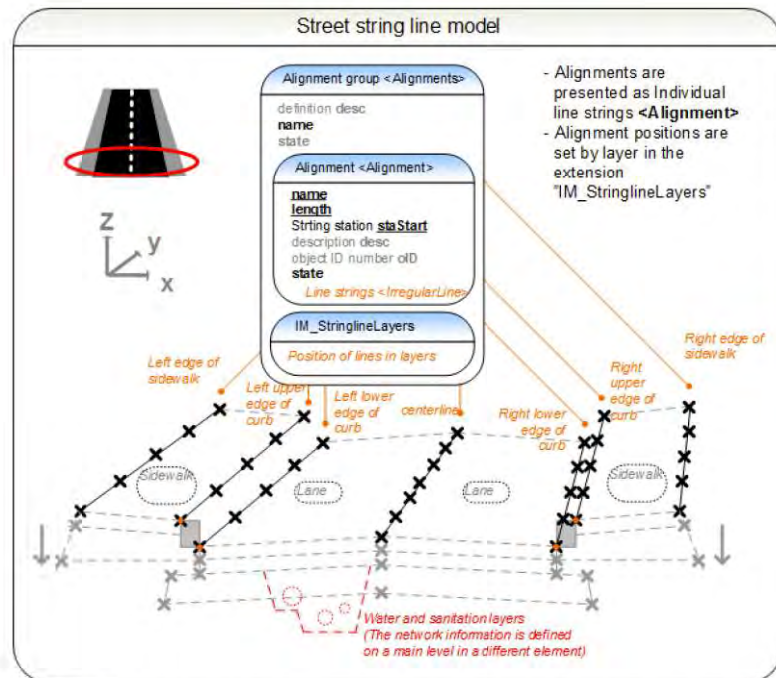 Street string line model
Alignment group <Alignments>
definition desc
name
state
Alignment <Alignment>
name
length
Strting station staStart
description desc
object ID number oID
state
Line strings <IrregularLine>
IM_StringlineLayers
Position of lines in layers
- Alignments are
presented as Individual
line strings <Alignment>
- Alignment positions are
set by layer in the
extension
"IM_StringlineLayers"
Z
y
x
Left edge of
sidewalk
Left upper
edge of
curb
Left lower
edge of
curb
centerline
Right lower
edge of
curb
Right
upper
edge of
curb
Right edge of
sidewalk
Sidewalk
Lane
Lane
Sidewalk
Water and sanitation layers
(The network information is defined
on a main level in a different element)